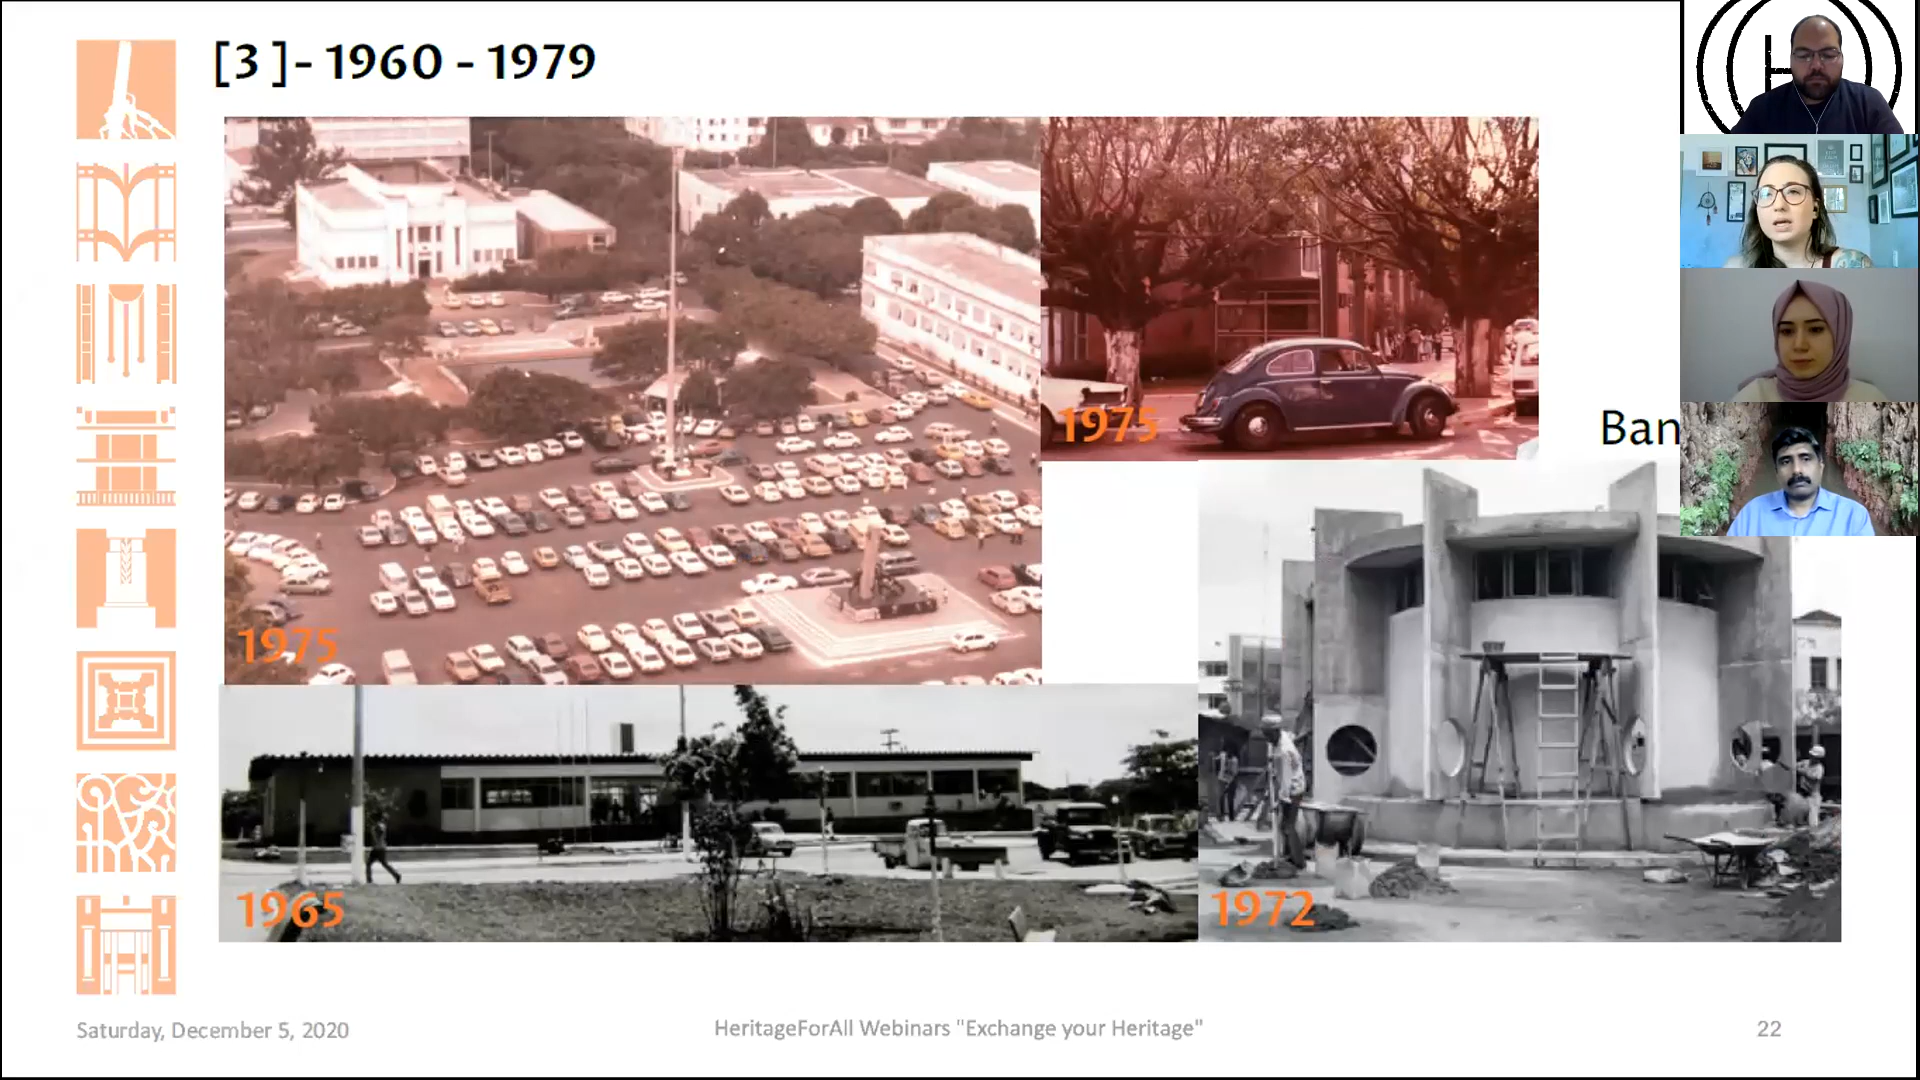 [3 ]- 1960 - 1979
1975
1975
Ban
1965
1972
Saturday, December 5, 2020
HeritageForAll Webinars "Exchange your Heritage"
22